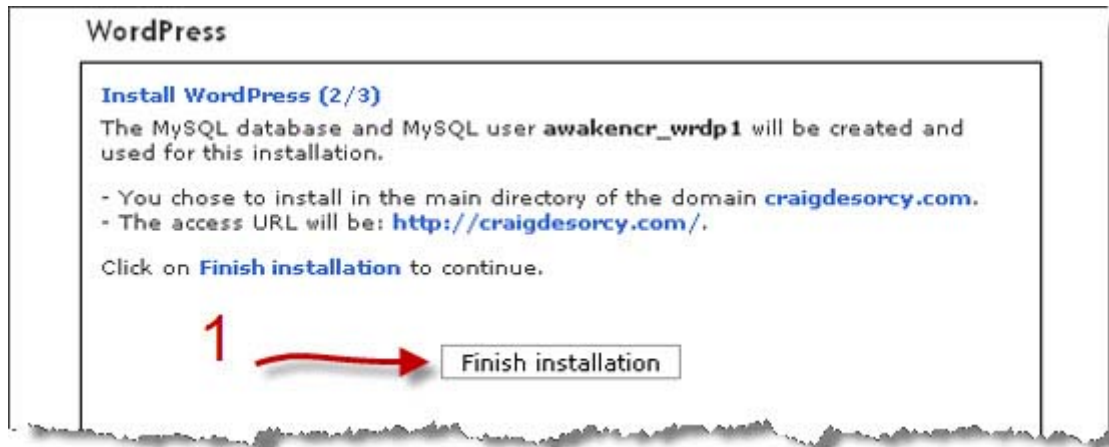 WordPress
Install WordPress (2/3)
The MySQL database and MySQL user awakencr_wrdp1 will be created and
used for this installation.
- You chose to install in the main directory of the domain craigdesorcy.com.
- The access URL will be: http://craigdesorcy.com/.
Click on Finish installation to continue.
1
Finish installation